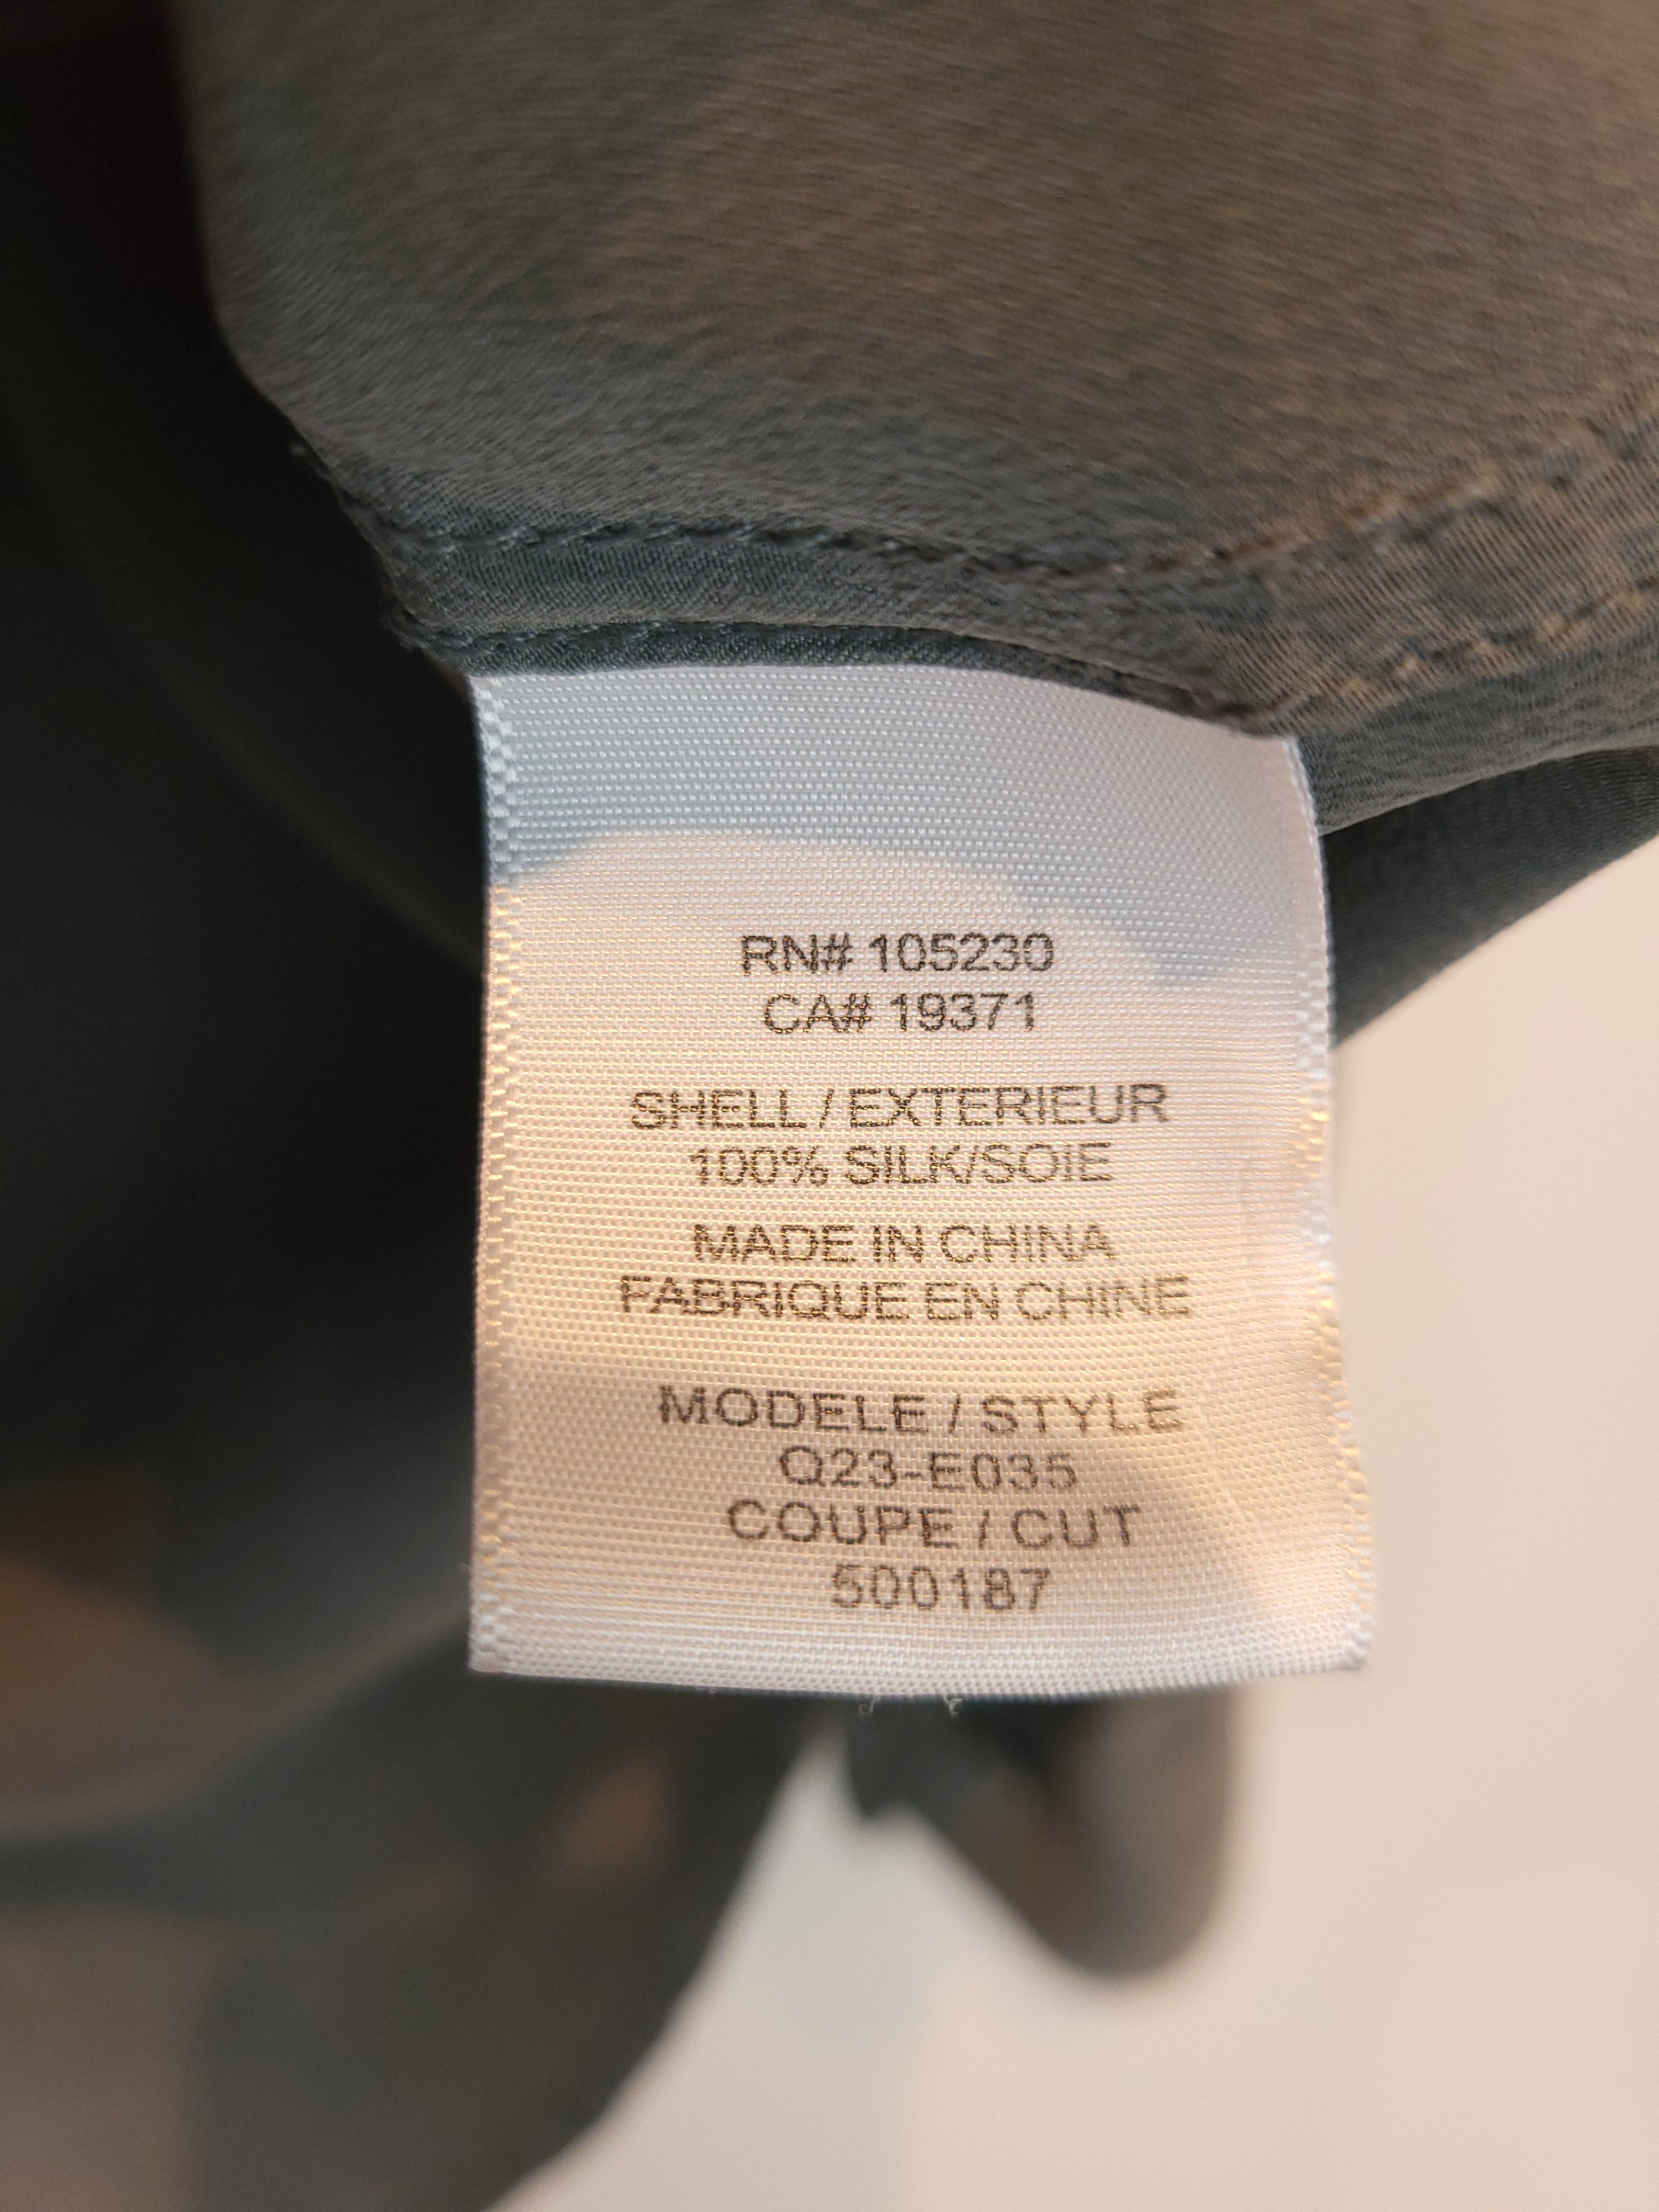 RN# 105230
CA# 19371
SHELL / EXTERIEUR
100% SILK/SOIE
MADE IN CHINA
FABRIQUE EN CHINE
MODELE / STYLE
Q23-E035
COUPE / CUT
500187